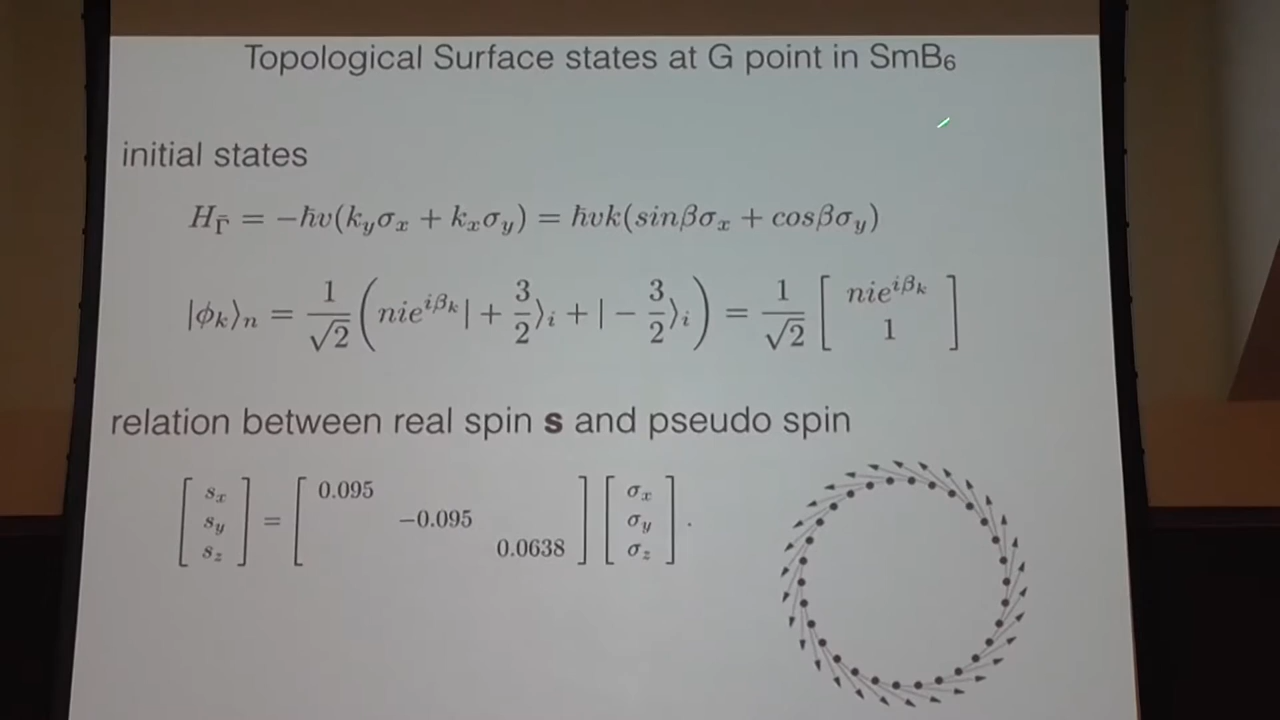 Topological Surface states at G point in SmB₆
initial states
H_Γ̄ = −ħv(k_yσ_x + k_xσ_y) = ħvk(sinβσ_x + cosβσ_y)
|ϕ_k⟩_n = 1/√2 (nie^{iβ_k}| + 3/2⟩_i + | − 3/2⟩_i) = 1/√2 [ nie^{iβ_k} 1 ]
relation between real spin s and pseudo spin
[ s_x s_y s_z ] = [ 0.095 −0.095 0.0638 ] [ σ_x σ_y σ_z ] .